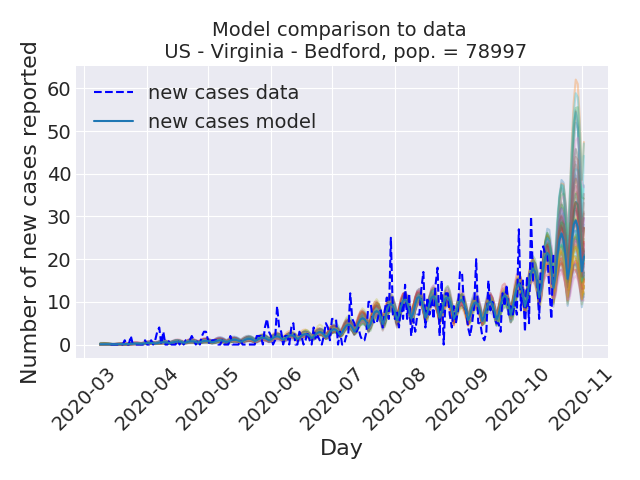 Model comparison to data
US - Virginia - Bedford, pop. = 78997
Number of new cases reported
60
50
40
30
20
10
0
new cases data
new cases model
2020-03
2020-04
2020-05
2020-06
2020-07
2020-08
2020-09
2020-10
2020-11
Day